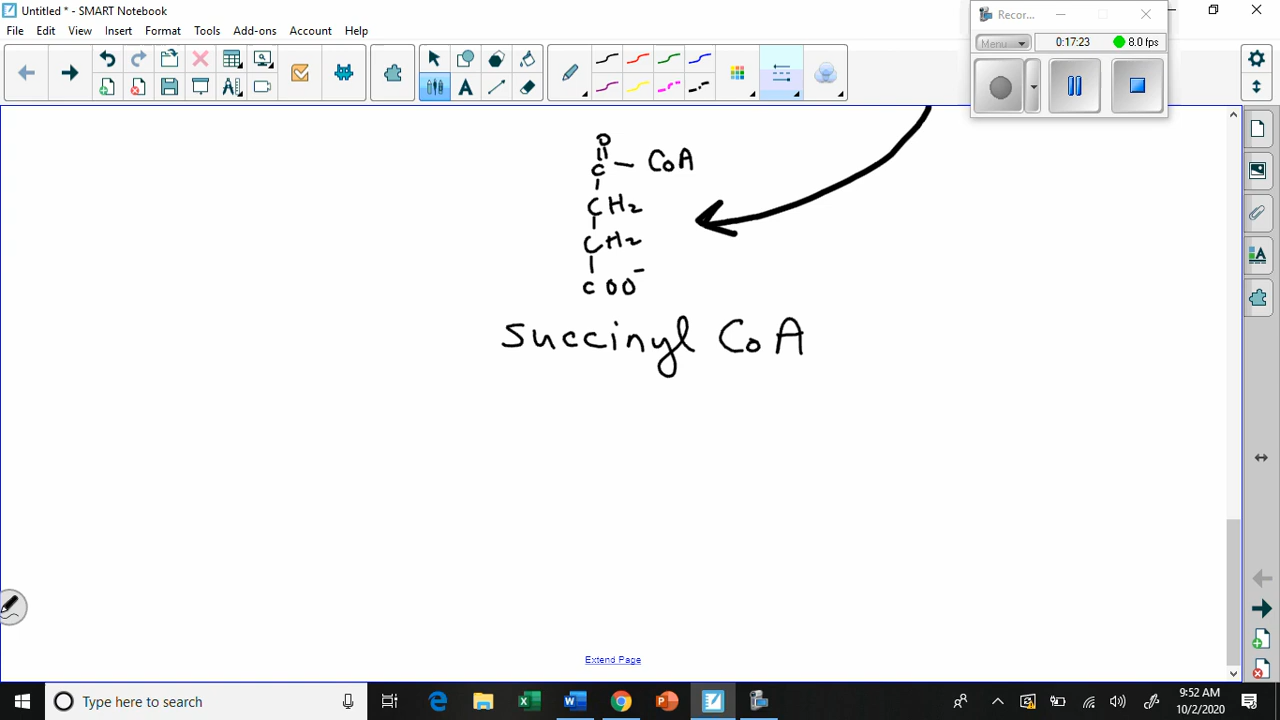 Untitled * - SMART Notebook
Recor...
File Edit View Insert Format Tools Add-ons Account Help
Menu 0:17:23 8.0 fps
O
C - CoA
CH2
CH2
COO-
Succinyl CoA
Extend Page
Type here to search
9:52 AM
10/2/2020